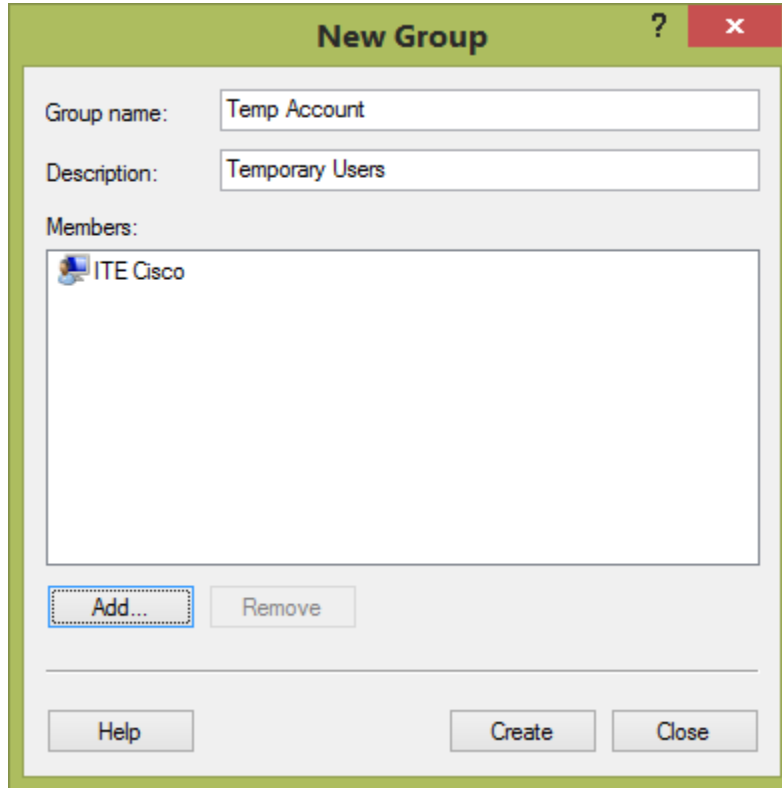 New Group
?
x
Group name: Temp Account
Description: Temporary Users
Members:
ITE Cisco
Add... Remove
Help Create Close